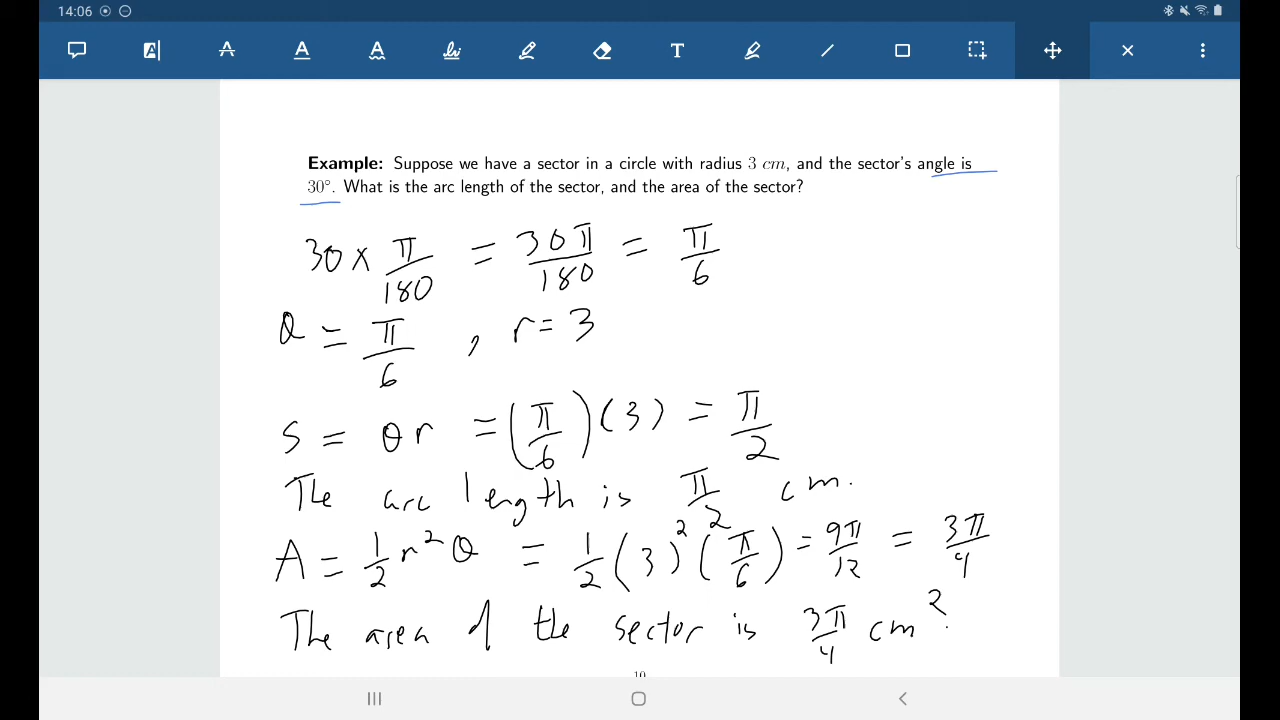 14:06
T
Example: Suppose we have a sector in a circle with radius 3 cm, and the sector's angle is
30°. What is the arc length of the sector, and the area of the sector?
30 × π/180 = 30π/180 = π/6
θ = π/6 , r = 3
s = θr = (π/6)(3) = π/2
The arc length is π/2 cm.
A = 1/2 r²θ = 1/2 (3)² (π/6) = 9π/12 = 3π/4
The area of the sector is 3π/4 cm².
10